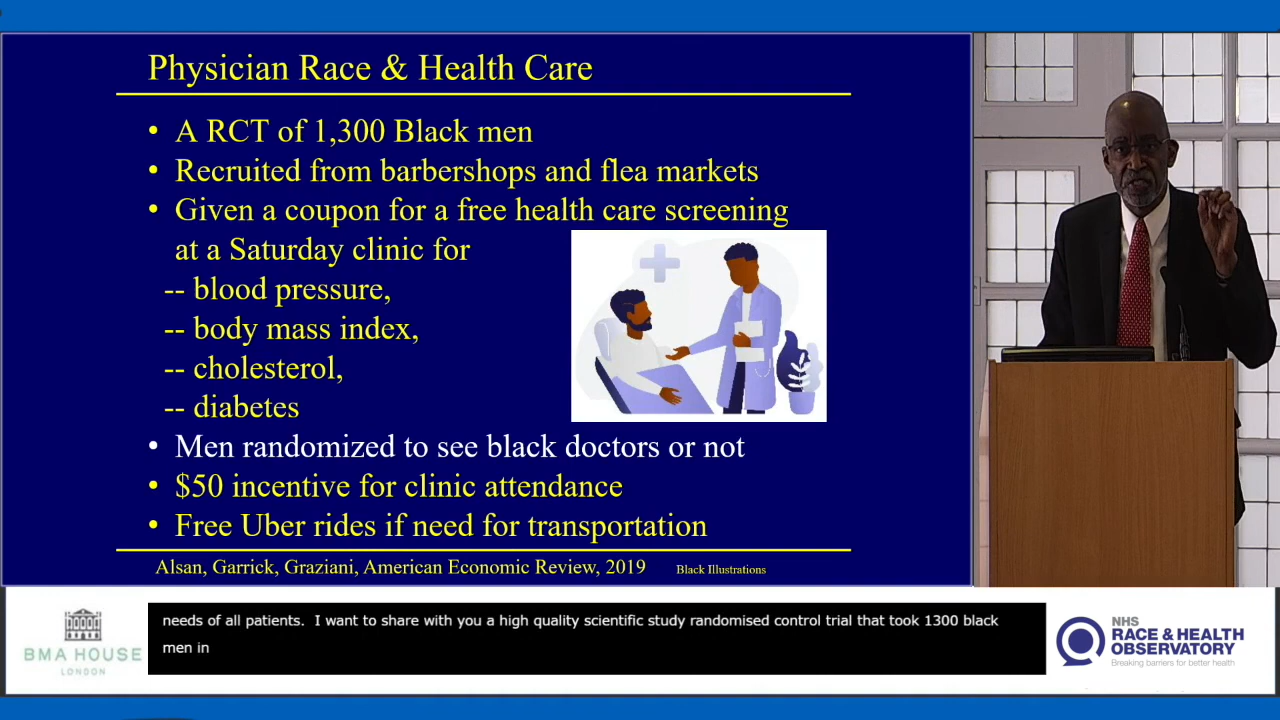 Physician Race & Health Care
• A RCT of 1,300 Black men
• Recruited from barbershops and flea markets
• Given a coupon for a free health care screening
at a Saturday clinic for
-- blood pressure,
-- body mass index,
-- cholesterol,
-- diabetes
• Men randomized to see black doctors or not
• $50 incentive for clinic attendance
• Free Uber rides if need for transportation
Alsan, Garrick, Graziani, American Economic Review, 2019
Black Illustrations
BMA HOUSE
LONDON
needs of all patients.  I want to share with you a high quality scientific study randomised control trial that took 1300 black
men in
NHS
RACE & HEALTH
OBSERVATORY
Breaking barriers for better health